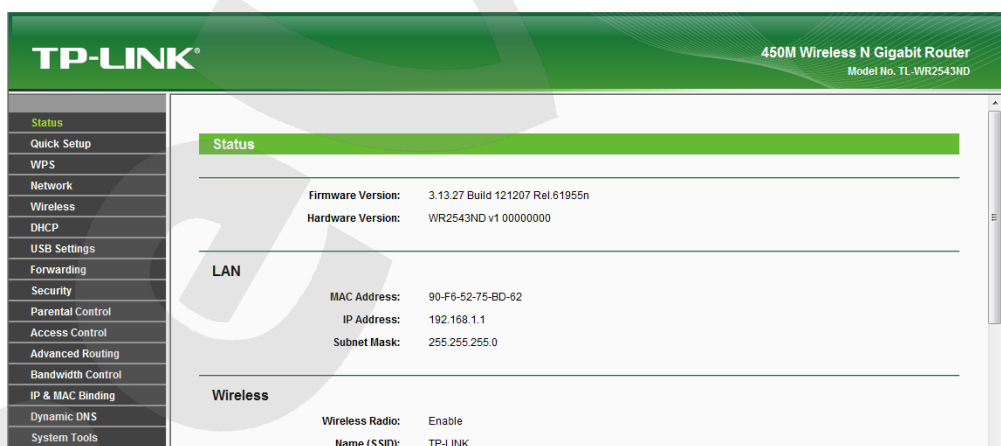 TP-LINK®
450M Wireless N Gigabit Router
Model No. TL-WR2543ND
Status
Quick Setup
WPS
Network
Wireless
DHCP
USB Settings
Forwarding
Security
Parental Control
Access Control
Advanced Routing
Bandwidth Control
IP & MAC Binding
Dynamic DNS
System Tools
Status
Firmware Version: 3.13.27 Build 121207 Rel.61955n
Hardware Version: WR2543ND v1 00000000
LAN
MAC Address: 90-F6-52-75-BD-62
IP Address: 192.168.1.1
Subnet Mask: 255.255.255.0
Wireless
Wireless Radio: Enable
Name (SSID): TP-LINK